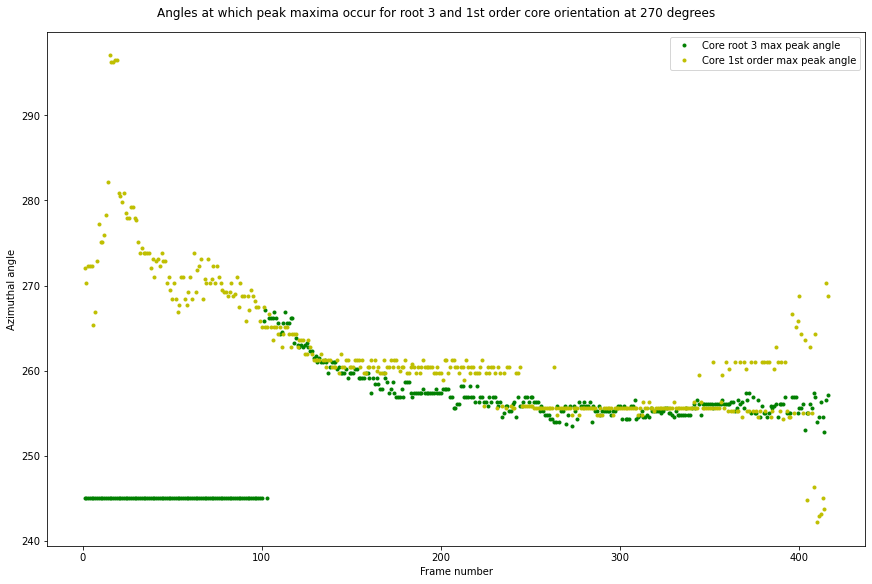 Angles at which peak maxima occur for root 3 and 1st order core orientation at 270 degrees
Core root 3 max peak angle
Core 1st order max peak angle
Azimuthal angle
290
280
270
260
250
240
0 100 200 300 400
Frame number